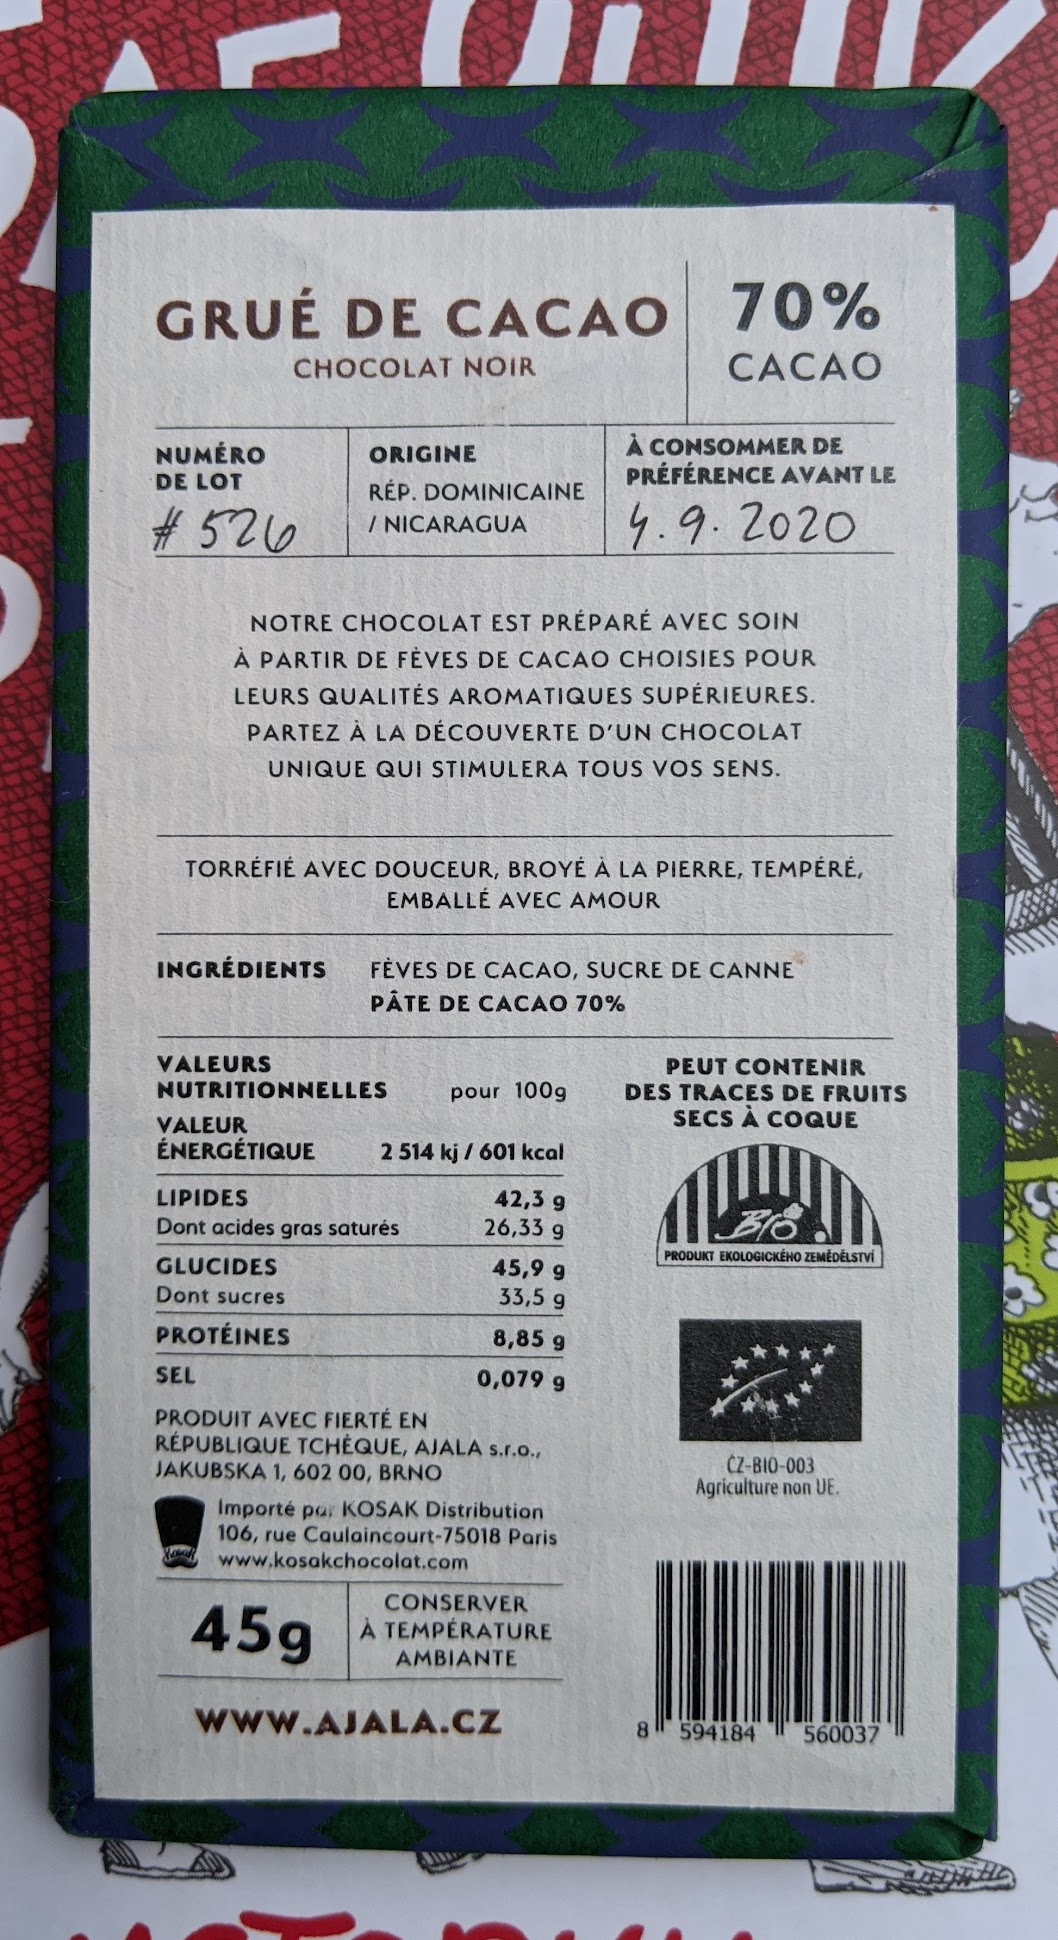 GRUÉ DE CACAO
CHOCOLAT NOIR
70%
CACAO
NUMÉRO
DE LOT
# 526
ORIGINE
RÉP. DOMINICAINE
/ NICARAGUA
À CONSOMMER DE
PRÉFÉRENCE AVANT LE
4.9. 2020
NOTRE CHOCOLAT EST PRÉPARÉ AVEC SOIN
À PARTIR DE FÈVES DE CACAO CHOISIES POUR
LEURS QUALITÉS AROMATIQUES SUPÉRIEURES.
PARTEZ À LA DÉCOUVERTE D'UN CHOCOLAT
UNIQUE QUI STIMULERA TOUS VOS SENS.
TORRÉFIÉ AVEC DOUCEUR, BROYÉ À LA PIERRE, TEMPÉRÉ,
EMBALLÉ AVEC AMOUR
INGRÉDIENTS FÈVES DE CACAO, SUCRE DE CANNE
PÂTE DE CACAO 70%
VALEURS
NUTRITIONNELLES pour 100g
VALEUR
ÉNERGÉTIQUE 2 514 kj / 601 kcal
LIPIDES 42,3 g
Dont acides gras saturés 26,33 g
GLUCIDES 45,9 g
Dont sucres 33,5 g
PROTÉINES 8,85 g
SEL 0,079 g
PEUT CONTENIR
DES TRACES DE FRUITS
SECS À COQUE
BIO
PRODUKT EKOLOGICKÉHO ZEMĚDĚLSTVÍ
CZ-BIO-003
Agriculture non UE.
PRODUIT AVEC FIERTÉ EN
RÉPUBLIQUE TCHÈQUE, AJALA s.r.o.,
JAKUBSKA 1, 602 00, BRNO
Kosak
Importé par KOSAK Distribution
106, rue Caulaincourt-75018 Paris
www.kosakchocolat.com
45g
CONSERVER
À TEMPÉRATURE
AMBIANTE
WWW.AJALA.CZ
8 594184 560037